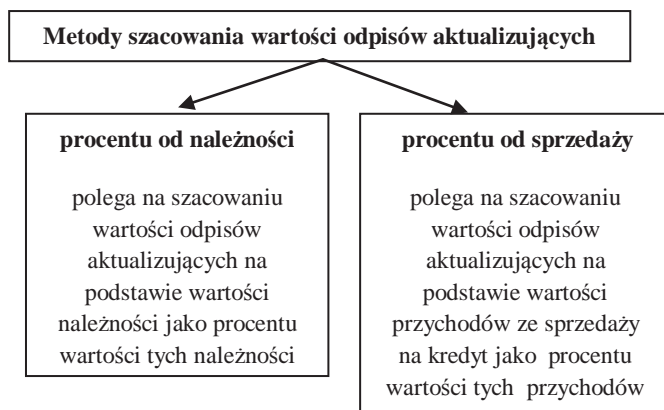 Metody szacowania wartości odpisów aktualizujących
procentu od należności
polega na szacowaniu
wartości odpisów
aktualizujących na
podstawie wartości
należności jako procentu
wartości tych należności
procentu od sprzedaży
polega na szacowaniu
wartości odpisów
aktualizujących na
podstawie wartości
przychodów ze sprzedaży
na kredyt jako procentu
wartości tych przychodów